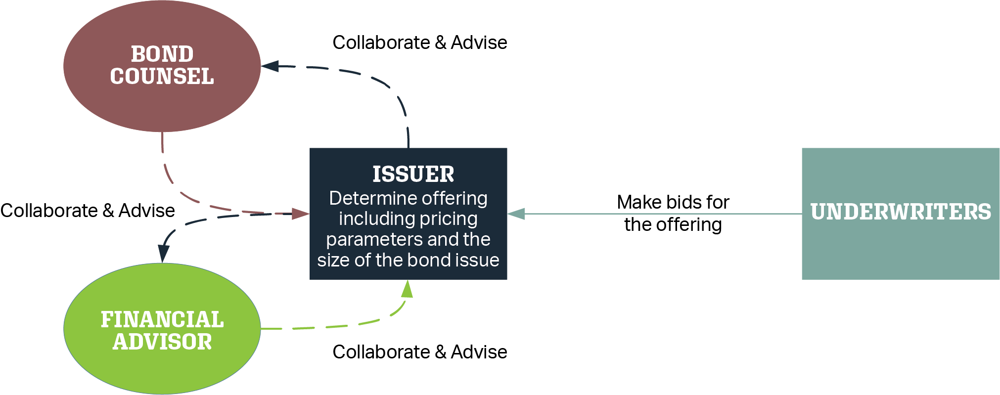 BOND
COUNSEL
Collaborate & Advise
ISSUER
Determine offering
including pricing
parameters and the
size of the bond issue
Collaborate & Advise
Make bids for
the offering
UNDERWRITERS
FINANCIAL
ADVISOR
Collaborate & Advise